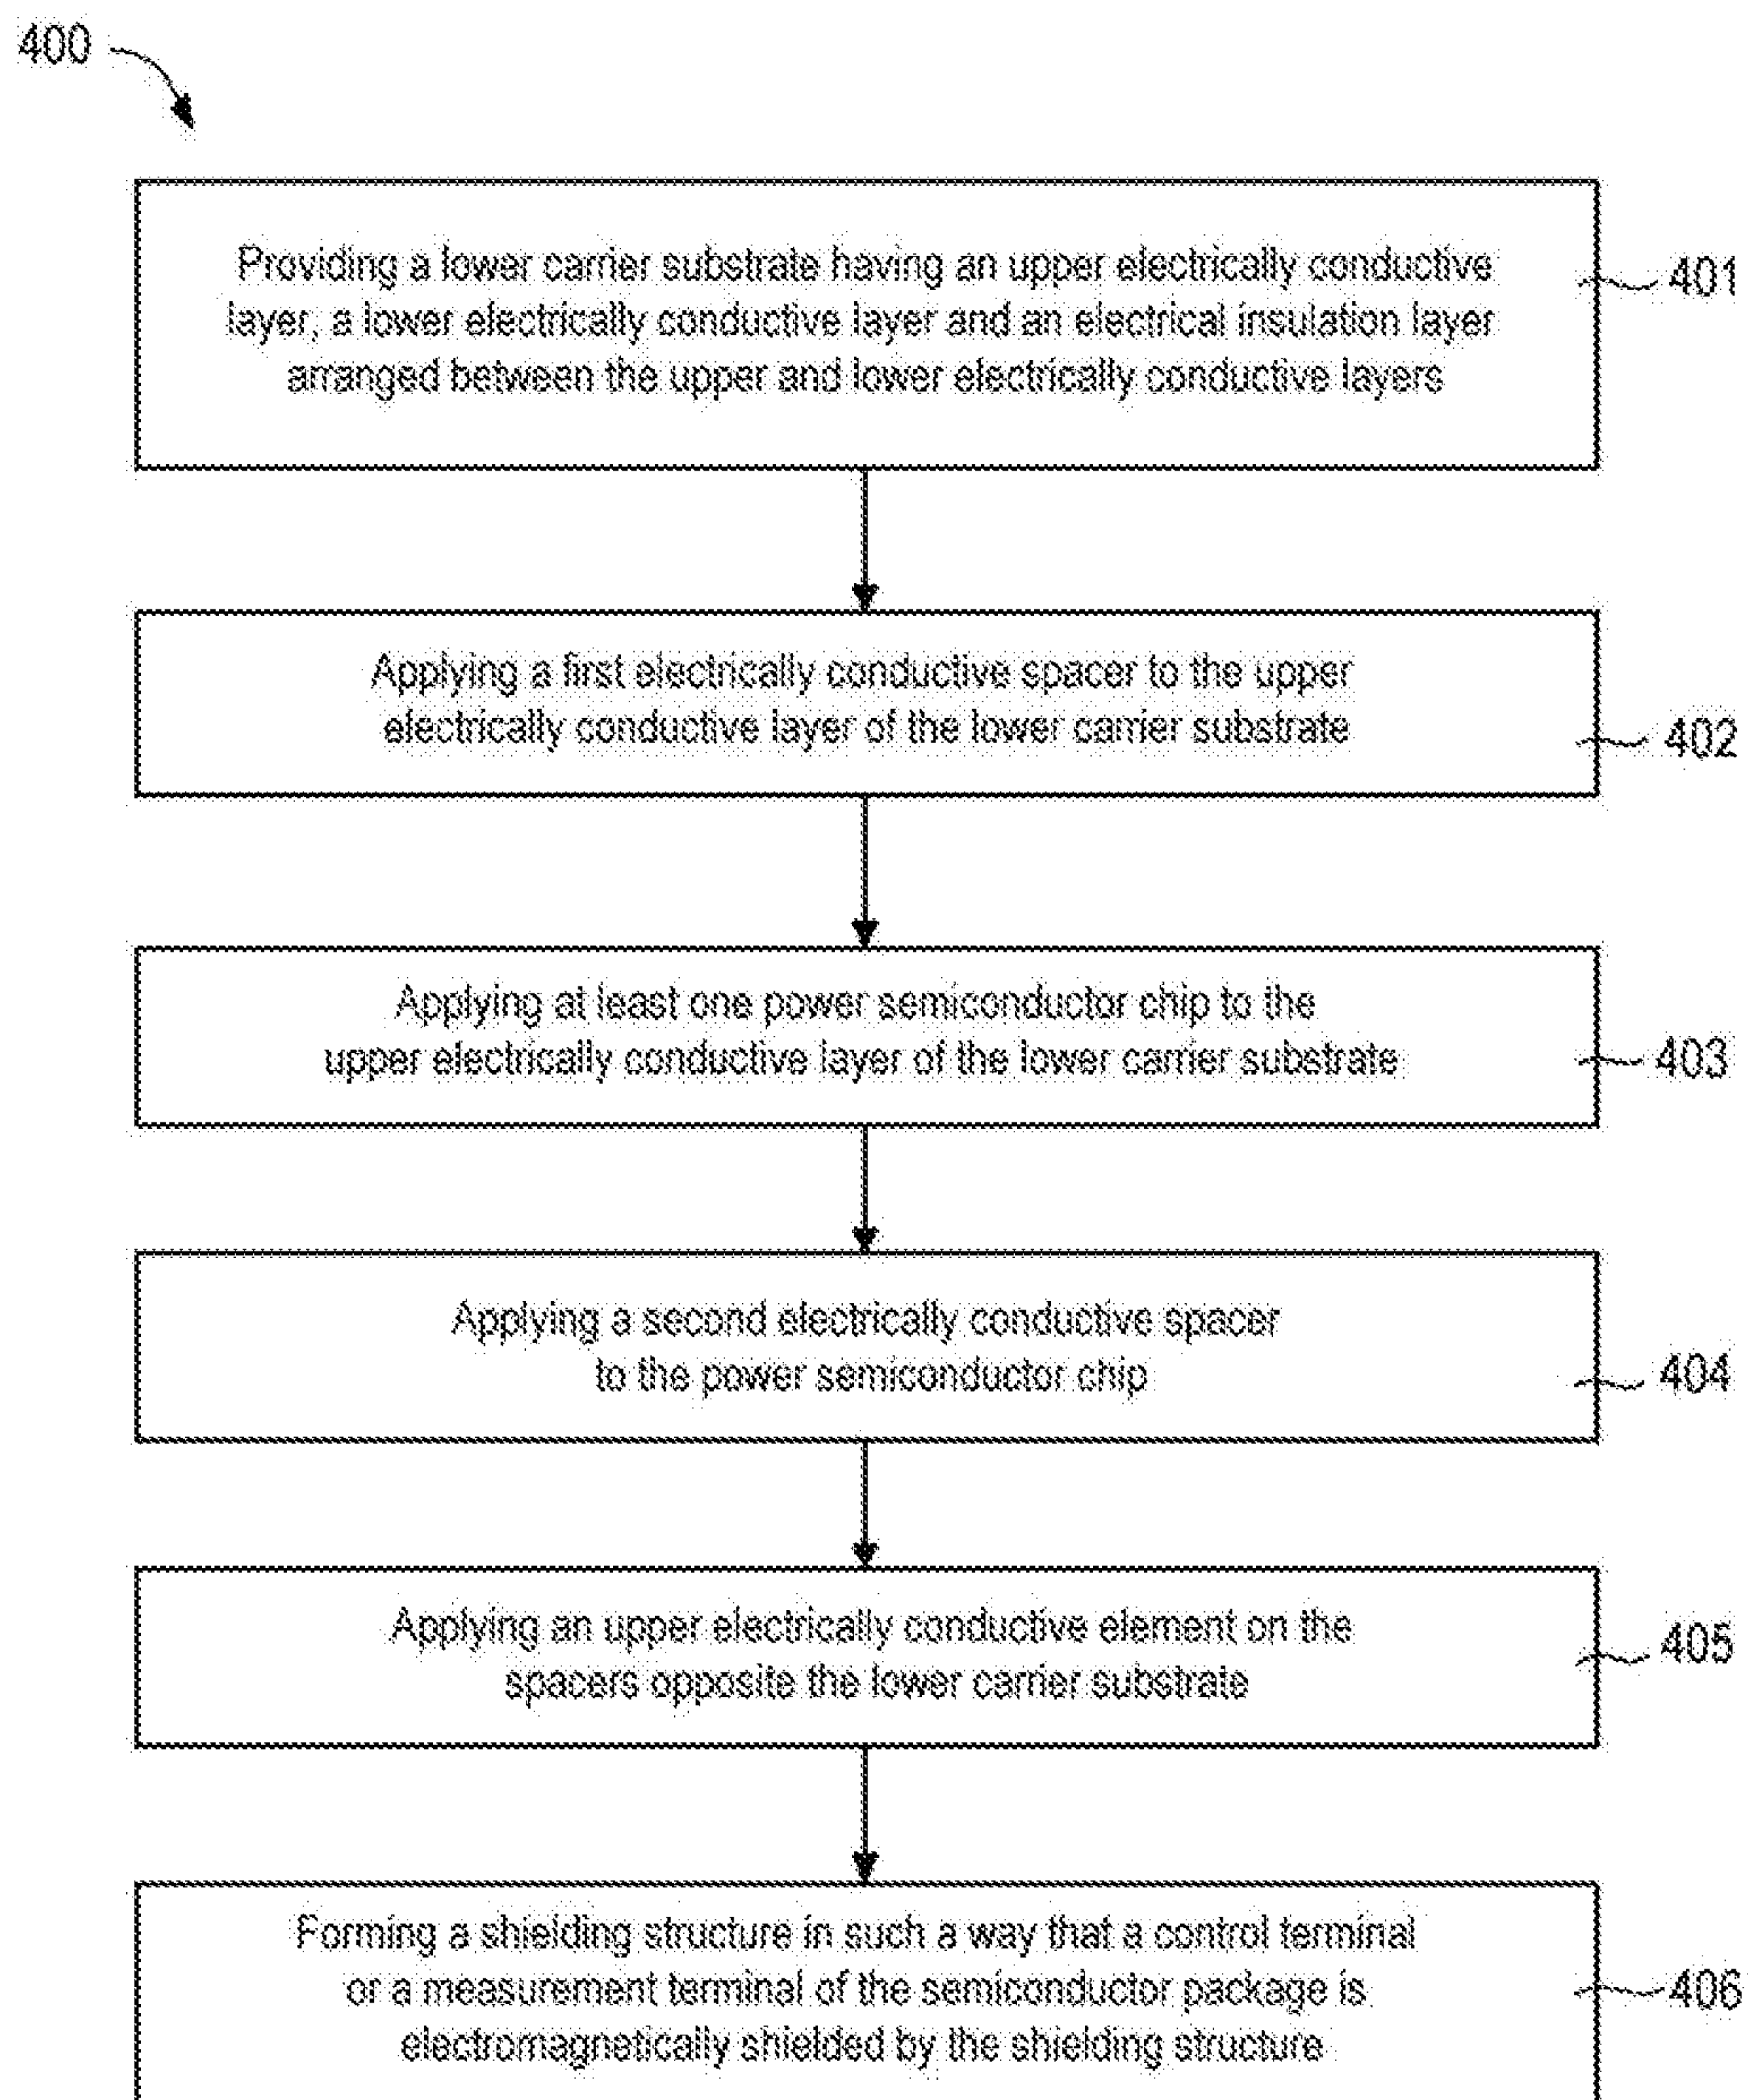 400
Providing a lower carrier substrate having an upper electrically conductive
layer, a lower electrically conductive layer and an electrical insulation layer
arranged between the upper and lower electrically conductive layers
401
Applying a first electrically conductive spacer to the upper
electrically conductive layer of the lower carrier substrate
402
Applying at least one power semiconductor chip to the
upper electrically conductive layer of the lower carrier substrate
403
Applying a second electrically conductive spacer
to the power semiconductor chip
404
Applying an upper electrically conductive element on the
spacers opposite the lower carrier substrate
405
Forming a shielding structure in such a way that a control terminal
or a measurement terminal of the semiconductor package is
electromagnetically shielded by the shielding structure
406